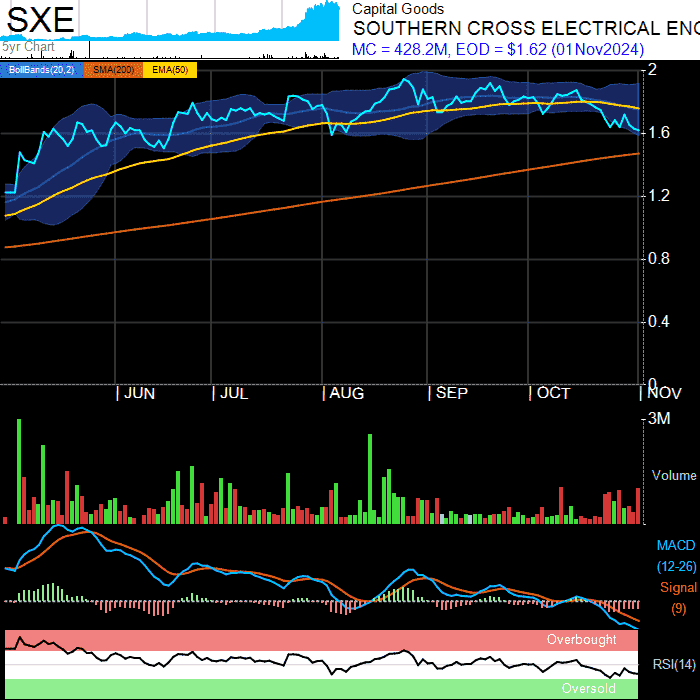 SXE
5yr Chart
Capital Goods
SOUTHERN CROSS ELECTRICAL ENG
MC = 428.2M, EOD = $1.62 (01Nov2024)
BollBands(20,2) SMA(200) EMA(50)
2
1.6
1.2
0.8
0.4
0
JUN JUL AUG SEP OCT NOV
3M
Volume
MACD
(12-26)
Signal
(9)
Overbought
RSI(14)
Oversold